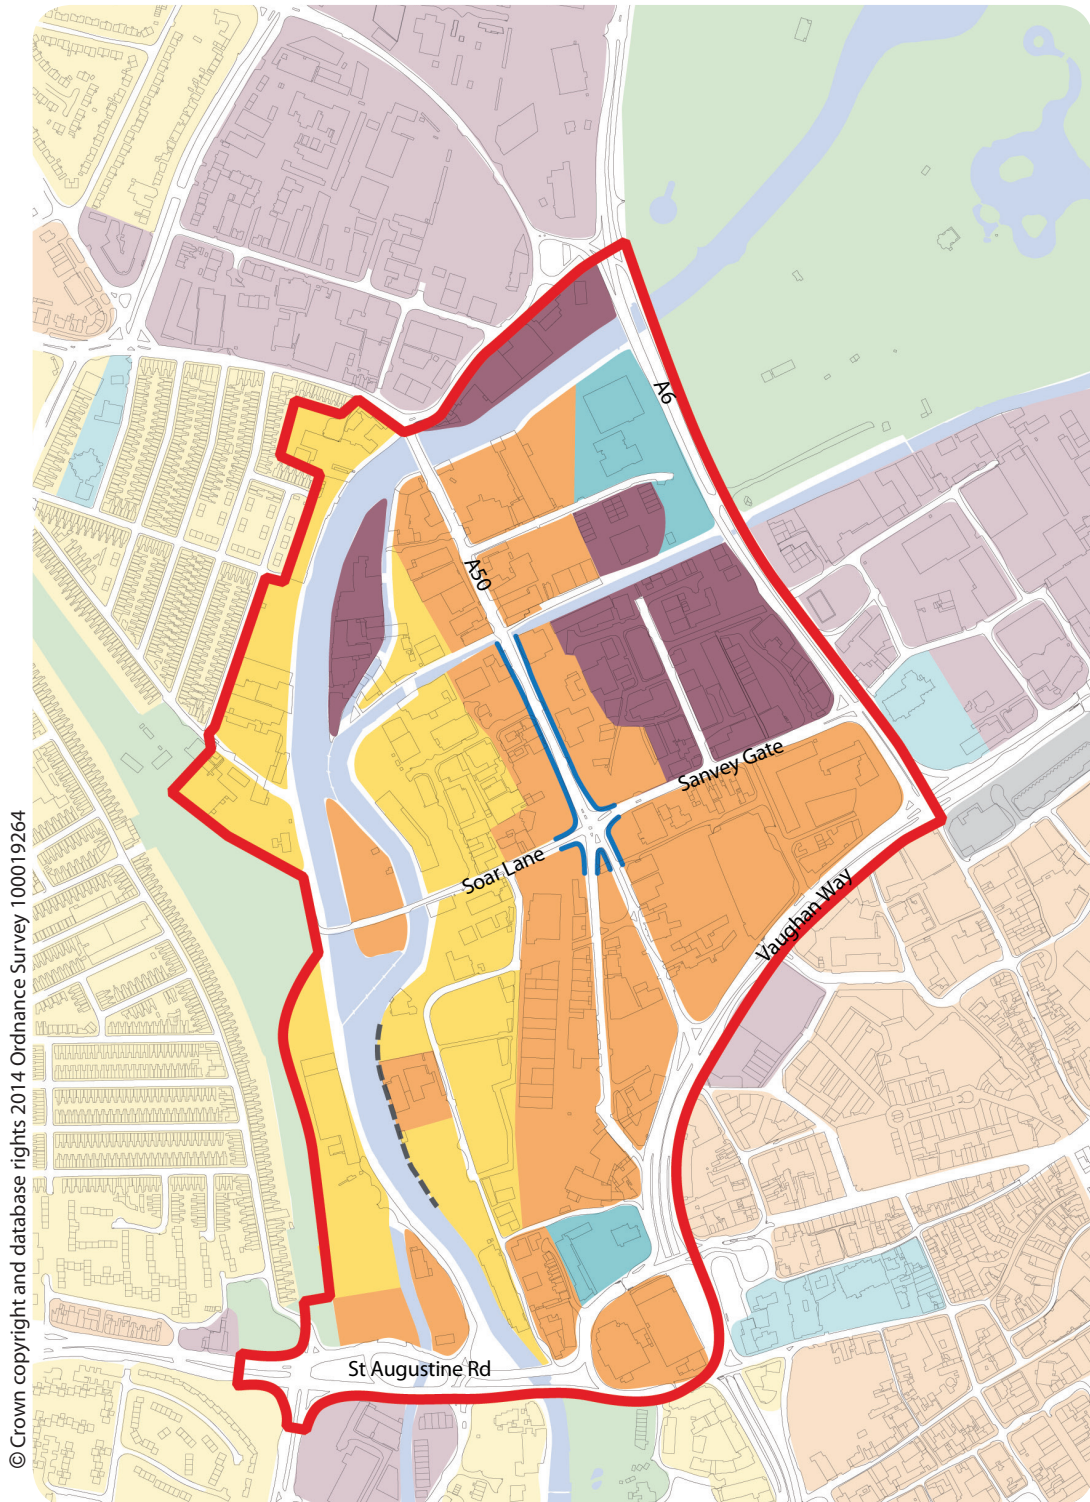 A6
A50
Sanvey Gate
Soar Lane
Vaughan Way
St Augustine Rd
© Crown copyright and database rights 2014 Ordnance Survey 100019264